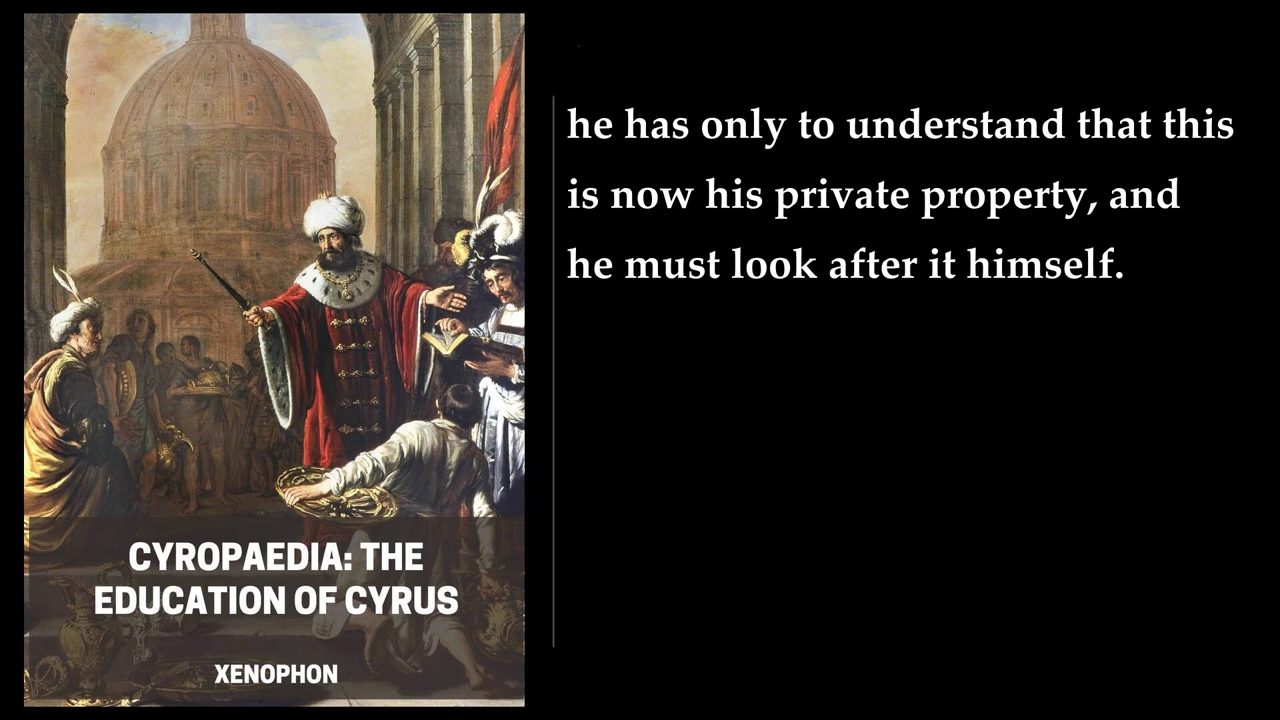 he has only to understand that this
is now his private property, and
he must look after it himself.
CYROPAEDIA: THE
EDUCATION OF CYRUS
XENOPHON